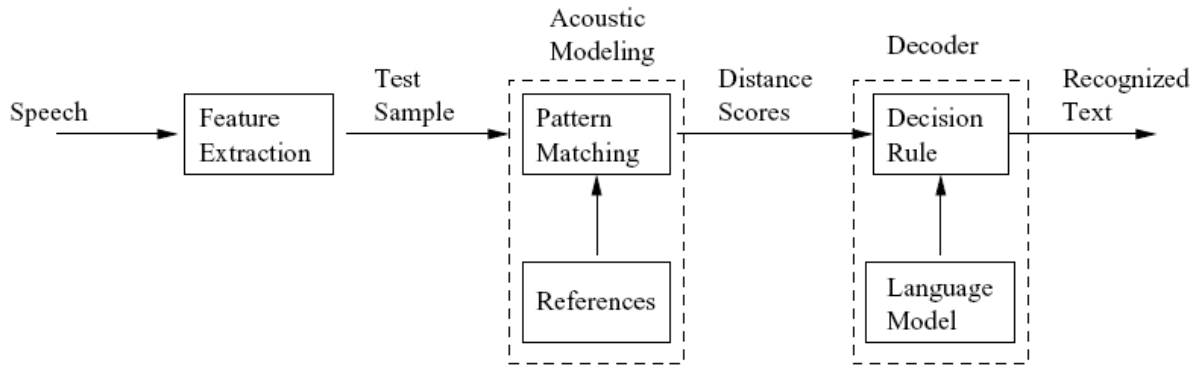 Speech
Feature
Extraction
Test
Sample
Acoustic
Modeling
Pattern
Matching
References
Distance
Scores
Decoder
Decision
Rule
Language
Model
Recognized
Text